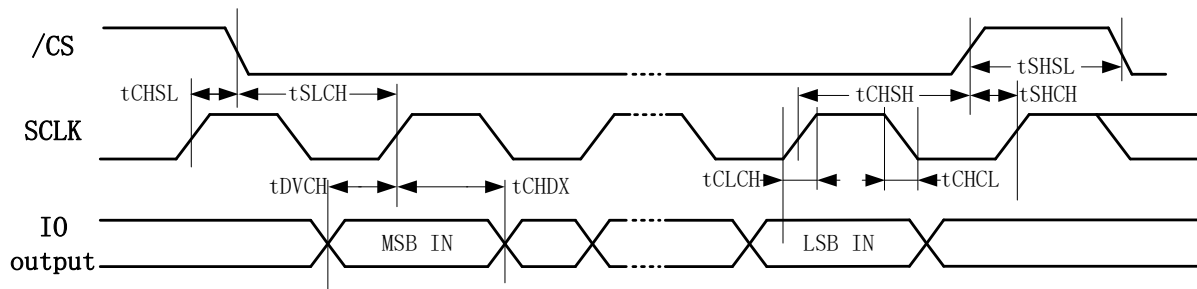 /CS
tSHSL
tCHSL
tSLCH
tCHSH
tSHCH
SCLK
tDVCH
tCHDX
tCLCH
tCHCL
IO
output
MSB IN
LSB IN